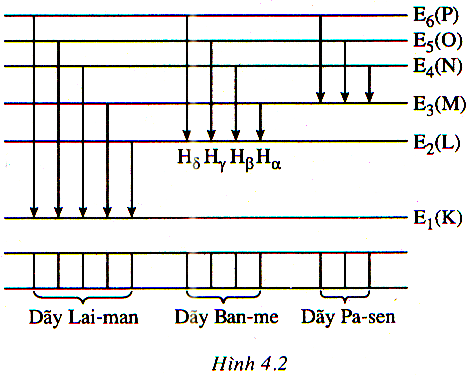 E₆(P)
E₅(O)
E₄(N)
E₃(M)
E₂(L)
Hδ Hγ Hβ Hα
E₁(K)
Dãy Lai-man Dãy Ban-me Dãy Pa-sen
Hình 4.2